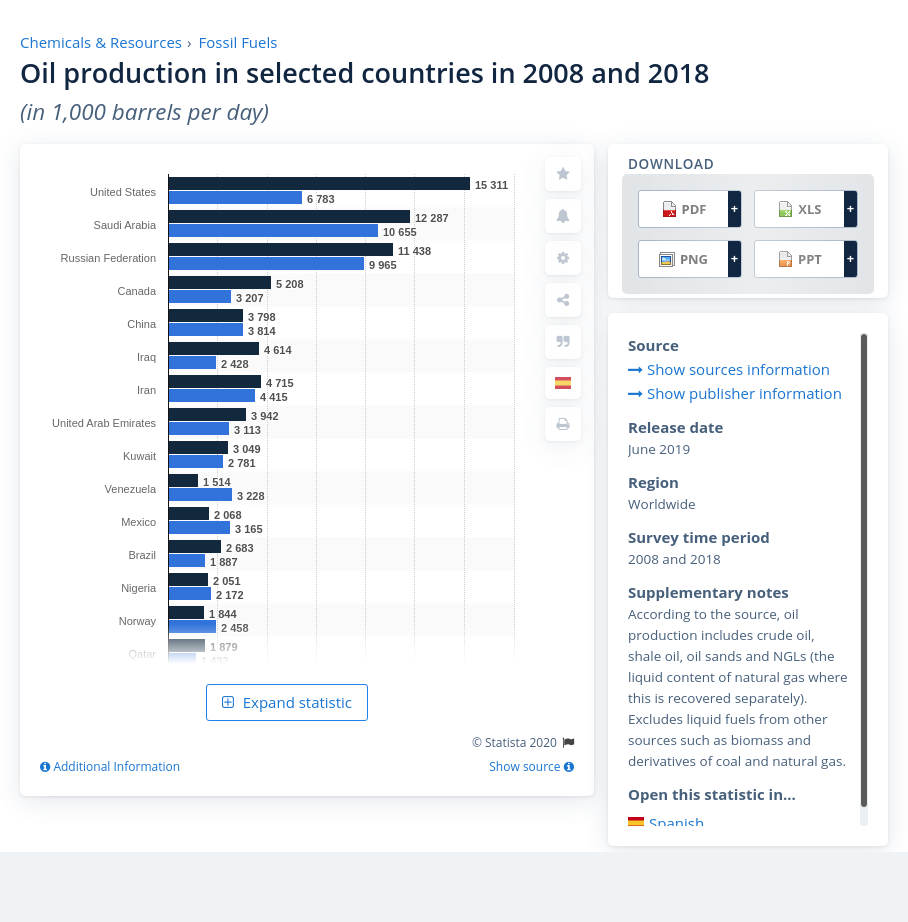 Chemicals & Resources › Fossil Fuels
Oil production in selected countries in 2008 and 2018
(in 1,000 barrels per day)
United States 15 311
6 783
Saudi Arabia 12 287
10 655
Russian Federation 11 438
9 965
Canada 5 208
3 207
China 3 798
3 814
Iraq 4 614
2 428
Iran 4 715
4 415
United Arab Emirates 3 942
3 113
Kuwait 3 049
2 781
Venezuela 1 514
3 228
Mexico 2 068
3 165
Brazil 2 683
1 887
Nigeria 2 051
2 172
Norway 1 844
2 458
Qatar 1 879
Expand statistic
© Statista 2020
Additional Information
Show source
DOWNLOAD
PDF + XLS +
PNG + PPT +
Source
Show sources information
Show publisher information
Release date
June 2019
Region
Worldwide
Survey time period
2008 and 2018
Supplementary notes
According to the source, oil
production includes crude oil,
shale oil, oil sands and NGLs (the
liquid content of natural gas where
this is recovered separately).
Excludes liquid fuels from other
sources such as biomass and
derivatives of coal and natural gas.
Open this statistic in...
Spanish